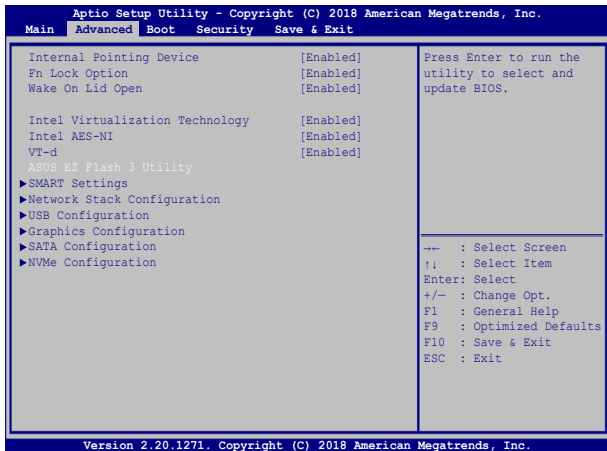 Aptio Setup Utility - Copyright (C) 2018 American Megatrends, Inc.
Main Advanced Boot Security Save & Exit
Internal Pointing Device [Enabled]
Fn Lock Option [Enabled]
Wake On Lid Open [Enabled]
Intel Virtualization Technology [Enabled]
Intel AES-NI [Enabled]
VT-d [Enabled]
ASUS EZ Flash 3 Utility
▶SMART Settings
▶Network Stack Configuration
▶USB Configuration
▶Graphics Configuration
▶SATA Configuration
▶NVMe Configuration
Press Enter to run the
utility to select and
update BIOS.
→← : Select Screen
↑↓ : Select Item
Enter: Select
+/— : Change Opt.
F1 : General Help
F9 : Optimized Defaults
F10 : Save & Exit
ESC : Exit
Version 2.20.1271. Copyright (C) 2018 American Megatrends, Inc.